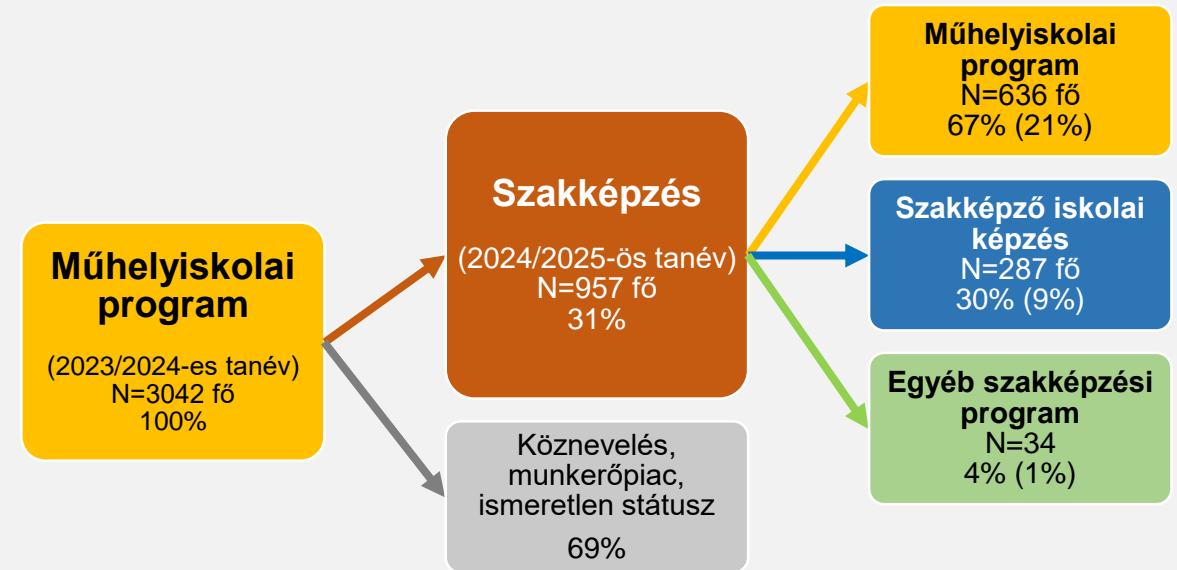 Műhelyiskolai
program
(2023/2024-es tanév)
N=3042 fő
100%
Szakképzés
(2024/2025-ös tanév)
N=957 fő
31%
Köznevelés,
munkerőpiac,
ismeretlen státusz
69%
Műhelyiskolai
program
N=636 fő
67% (21%)
Szakképző iskolai
képzés
N=287 fő
30% (9%)
Egyéb szakképzési
program
N=34
4% (1%)